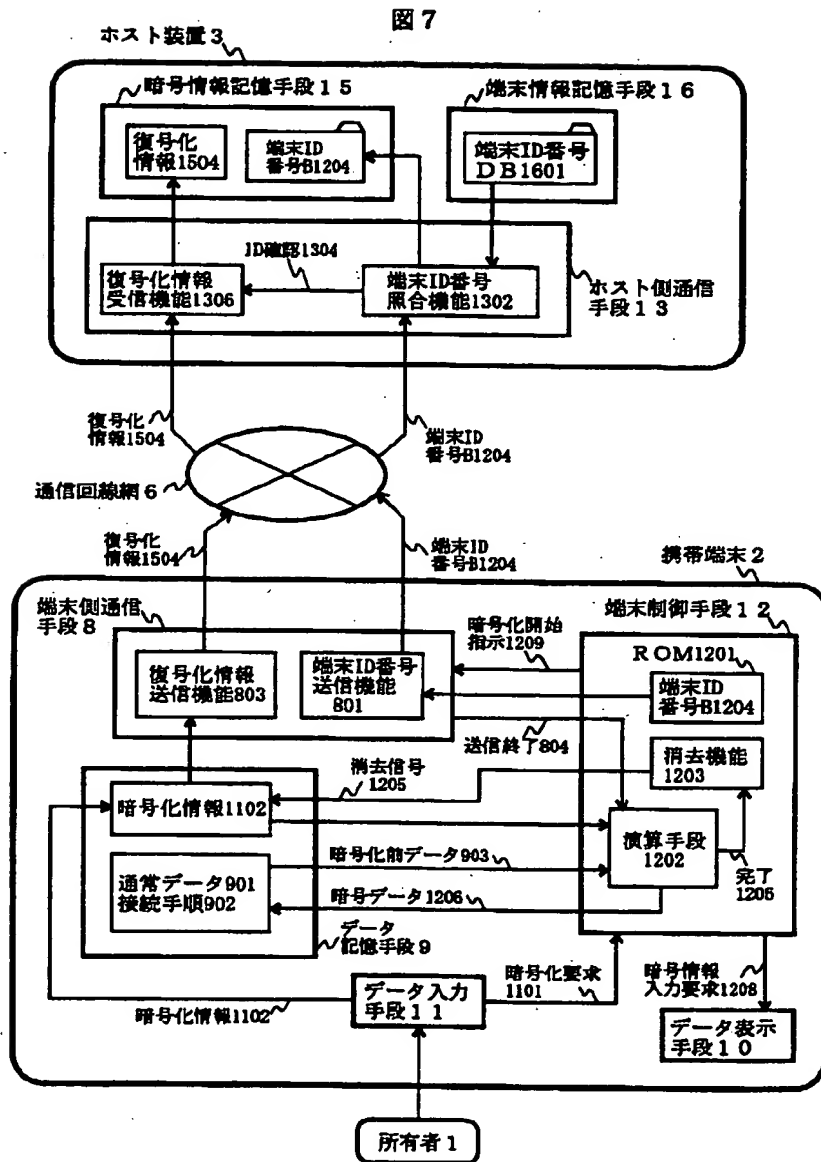 図7
ホスト装置3
暗号情報記憶手段15
端末情報記憶手段16
復号化
情報1504
端末ID
番号B1204
端末ID番号
DB1601
ID確認1304
復号化情報
受信機能1306
端末ID番号
照合機能1302
ホスト側通信
手段13
復号化
情報1504
端末ID
番号B1204
通信回線網6
復号化
情報1504
端末ID
番号B1204
携帯端末2
端末側通信
手段8
端末制御手段12
暗号化開始
指示1209
ROM1201
復号化情報
送信機能803
端末ID番号
送信機能
801
端末ID
番号B1204
送信終了804
消去信号
1205
消去機能
1203
暗号化情報1102
演算手段
1202
暗号化前データ903
完了
1205
通常データ901
接続手順902
暗号データ1206
データ
記憶手段9
暗号化要求
1101
暗号情報
入力要求1208
暗号化情報1102
データ入力
手段11
データ表示
手段10
所有者1